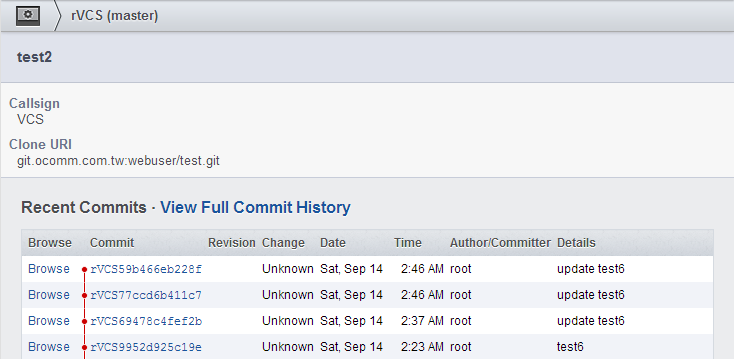 rVCS (master)
test2
Callsign
VCS
Clone URI
git.ocomm.com.tw:webuser/test.git
Recent Commits · View Full Commit History
Browse Commit Revision Change Date Time Author/Committer Details
Browse rVCS59b466eb228f Unknown Sat, Sep 14 2:46 AM root update test6
Browse rVCS77ccd6b411c7 Unknown Sat, Sep 14 2:46 AM root update test6
Browse rVCS69478c4fef2b Unknown Sat, Sep 14 2:37 AM root update test6
Browse rVCS9952d925c19e Unknown Sat, Sep 14 2:23 AM root test6